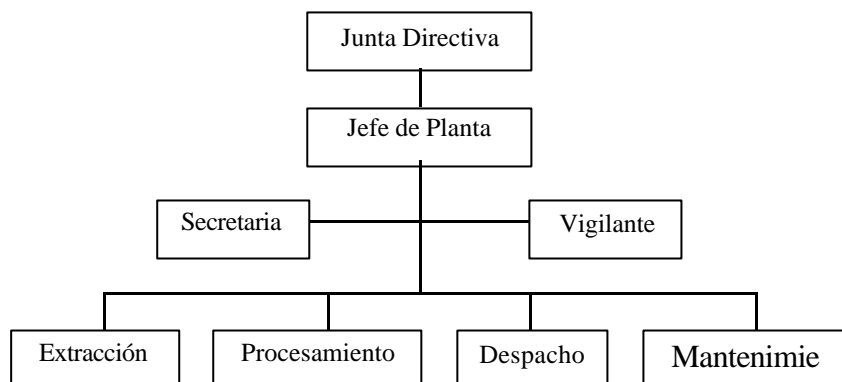 Junta Directiva
Jefe de Planta
Secretaria
Vigilante
Extracción
Procesamiento
Despacho
Mantenimie